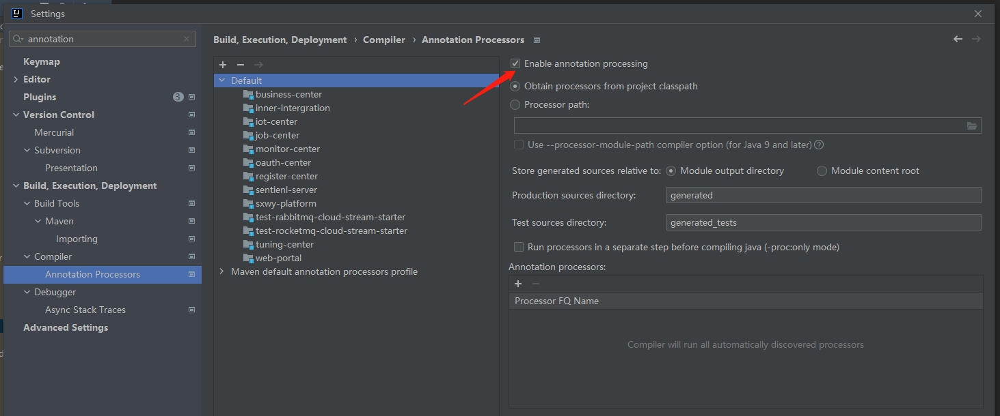 Settings
annotation
Keymap
Editor
Plugins 3
Version Control
Mercurial
Subversion
Presentation
Build, Execution, Deployment
Build Tools
Maven
Importing
Compiler
Annotation Processors
Debugger
Async Stack Traces
Advanced Settings
Build, Execution, Deployment › Compiler › Annotation Processors
Default
business-center
inner-intergration
iot-center
job-center
monitor-center
oauth-center
register-center
sentienl-server
sxwy-platform
test-rabbitmq-cloud-stream-starter
test-rocketmq-cloud-stream-starter
tuning-center
web-portal
Maven default annotation processors profile
Enable annotation processing
Obtain processors from project classpath
Processor path:
Use --processor-module-path compiler option (for Java 9 and later) ?
Store generated sources relative to: Module output directory Module content root
Production sources directory: generated
Test sources directory: generated_tests
Run processors in a separate step before compiling java (-proc:only mode)
Annotation processors:
Processor FQ Name
Compiler will run all automatically discovered processors